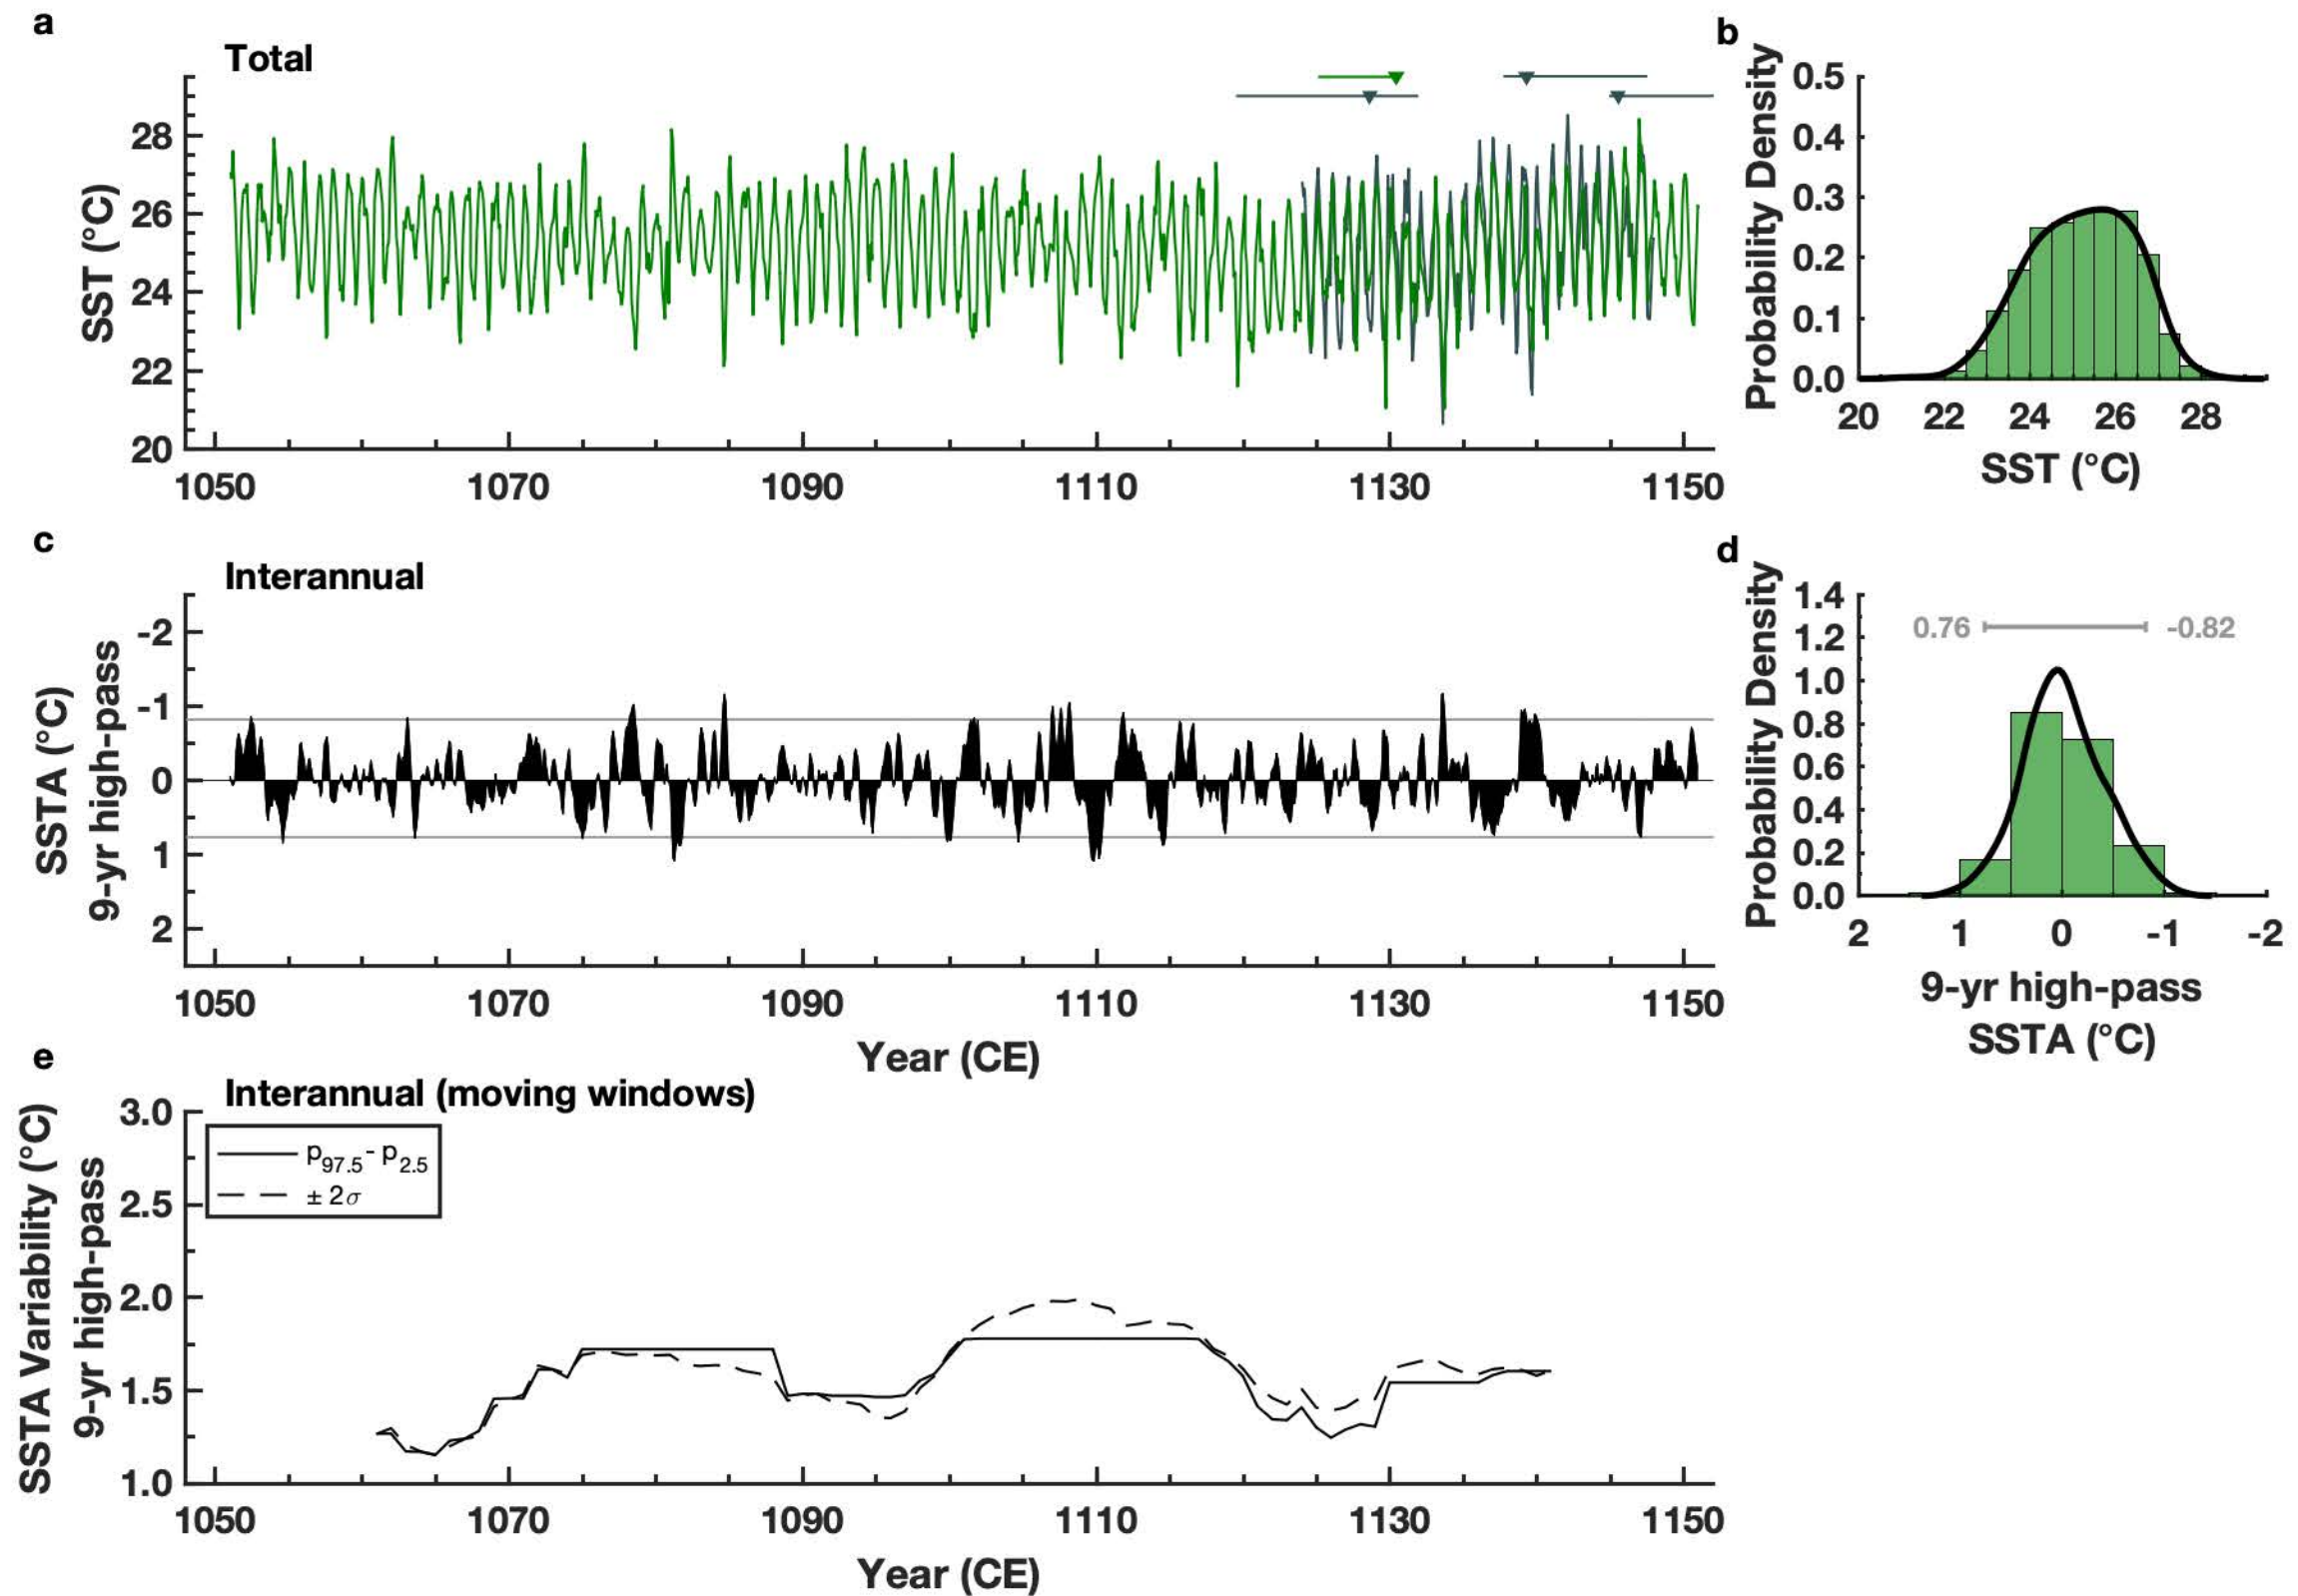 a
Total
SST (°C)
28
26
24
22
20
1050 1070 1090 1110 1130 1150
b
Probability Density
0.5
0.4
0.3
0.2
0.1
0.0
20 22 24 26 28
SST (°C)
c
Interannual
SSTA (°C)
9-yr high-pass
-2
-1
0
1
2
1050 1070 1090 1110 1130 1150
Year (CE)
d
Probability Density
1.4
1.2
1.0
0.8
0.6
0.4
0.2
0.0
0.76 -0.82
2 1 0 -1 -2
9-yr high-pass
SSTA (°C)
e
Interannual (moving windows)
SSTA Variability (°C)
9-yr high-pass
3.0
2.5
2.0
1.5
1.0
p97.5 - p2.5
± 2σ
1050 1070 1090 1110 1130 1150
Year (CE)